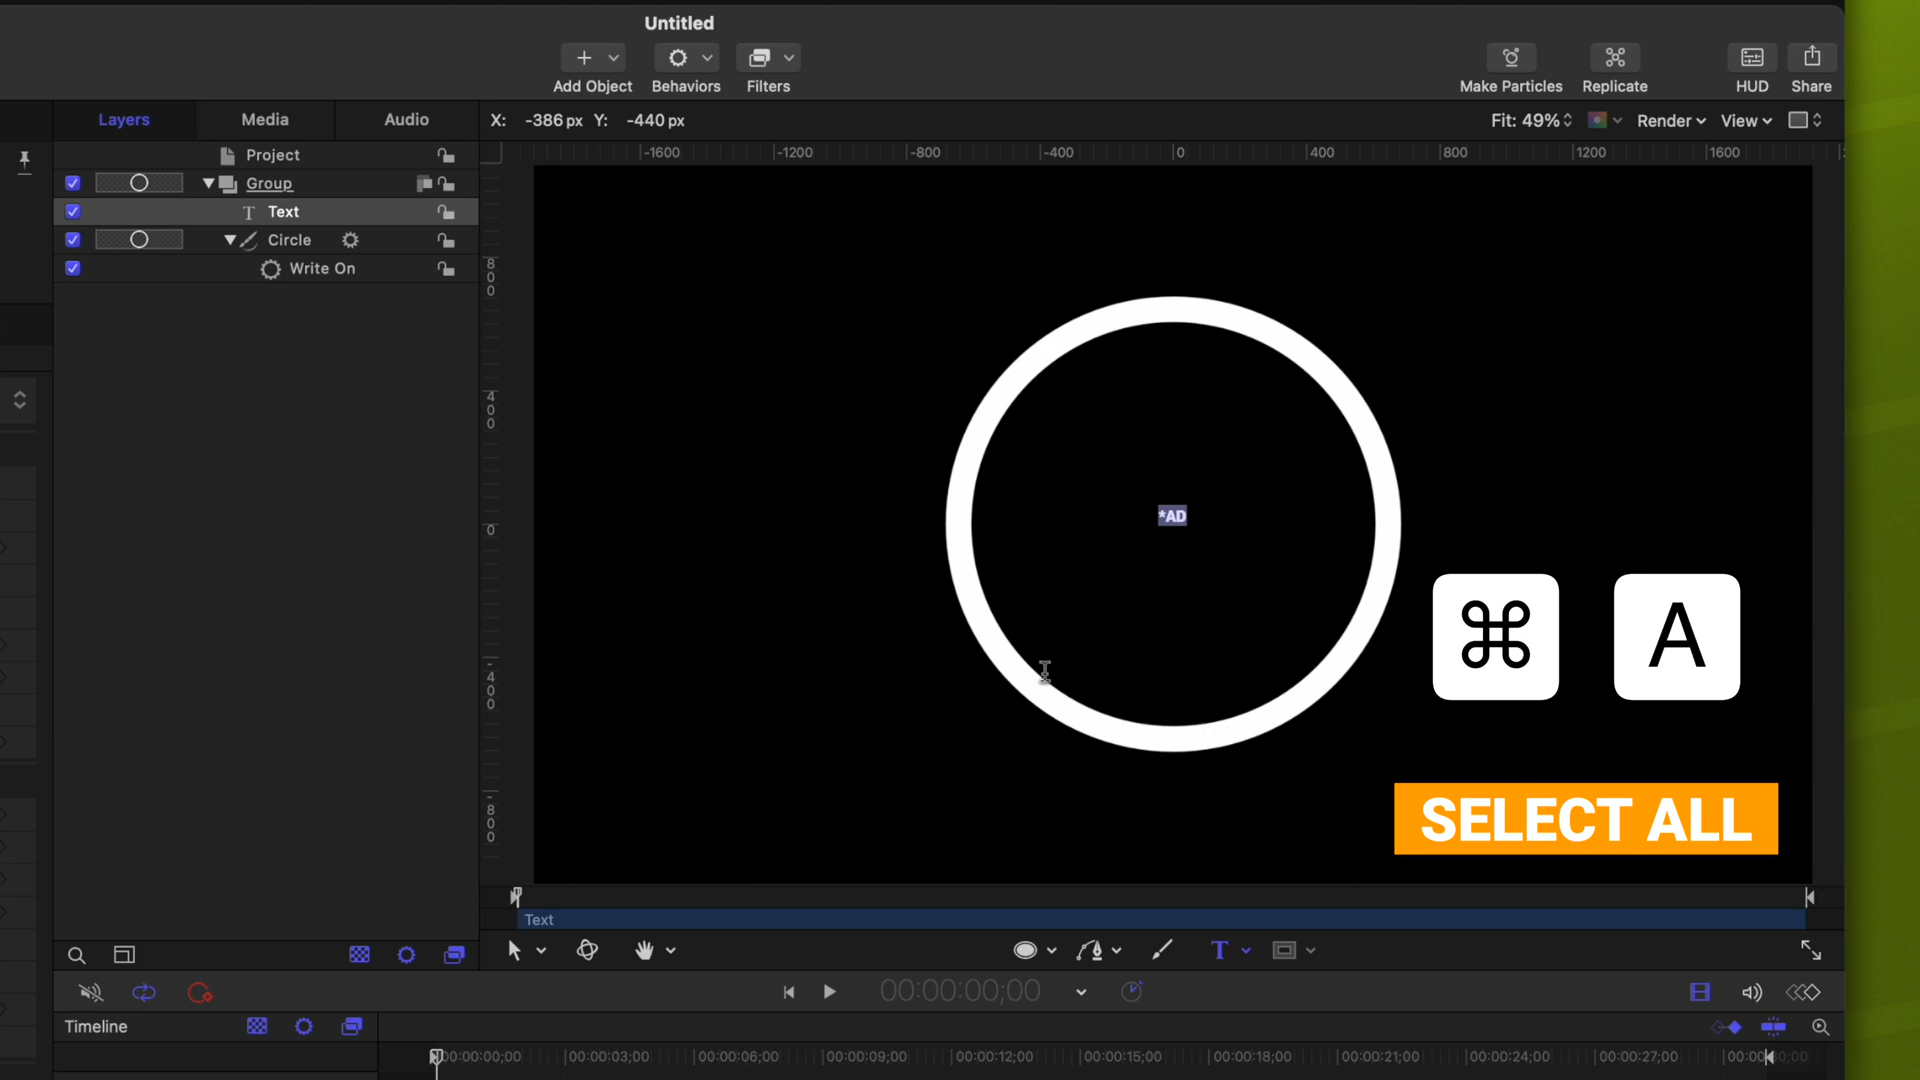 Untitled
Add Object
Behaviors
Filters
Make Particles
Replicate
HUD
Share
Layers
Media
Audio
X: -386 px Y: -440 px
Fit: 49%
Render
View
Project
Group
T Text
Circle
Write On
-1600
-1200
-800
-400
0
400
800
1200
1600
800
400
0
-400
-800
*AD
⌘ A
SELECT ALL
Text
T
00:00:00;00
Timeline
00:00:00;00
00:00:03;00
00:00:06;00
00:00:09;00
00:00:12;00
00:00:15;00
00:00:18;00
00:00:21;00
00:00:24;00
00:00:27;00